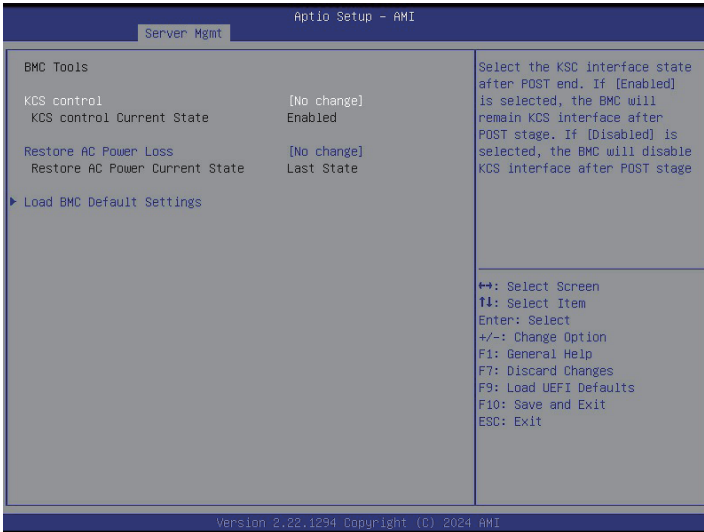 Aptio Setup - AMI
Server Mgmt
BMC Tools
KCS control [No change]
KCS control Current State Enabled
Restore AC Power Loss [No change]
Restore AC Power Current State Last State
Load BMC Default Settings
Select the KSC interface state
after POST end. If [Enabled]
is selected, the BMC will
remain KCS interface after
POST stage. If [Disabled] is
selected, the BMC will disable
KCS interface after POST stage
↔: Select Screen
↑↓: Select Item
Enter: Select
+/-: Change Option
F1: General Help
F7: Discard Changes
F9: Load UEFI Defaults
F10: Save and Exit
ESC: Exit
Version 2.22.1294 Copyright (C) 2024 AMI